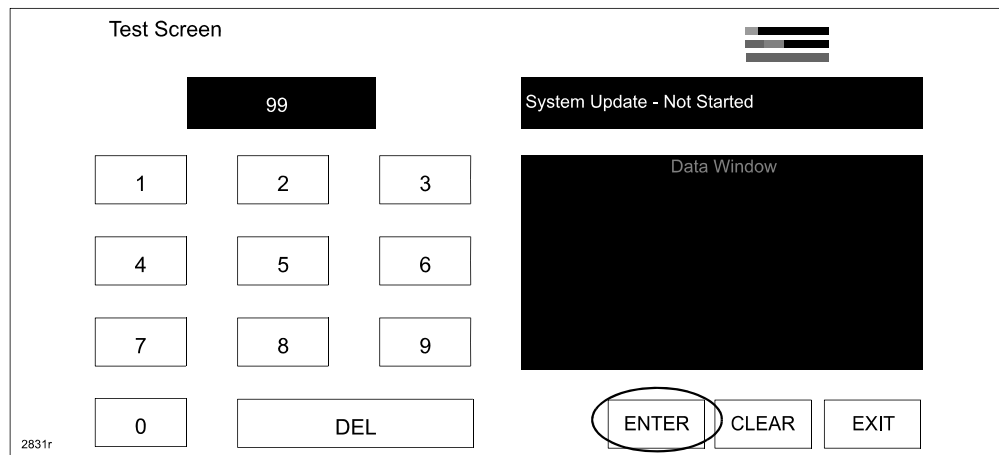 Test Screen
99
System Update - Not Started
Data Window
1 2 3
4 5 6
7 8 9
0 DEL
ENTER CLEAR EXIT
2831r